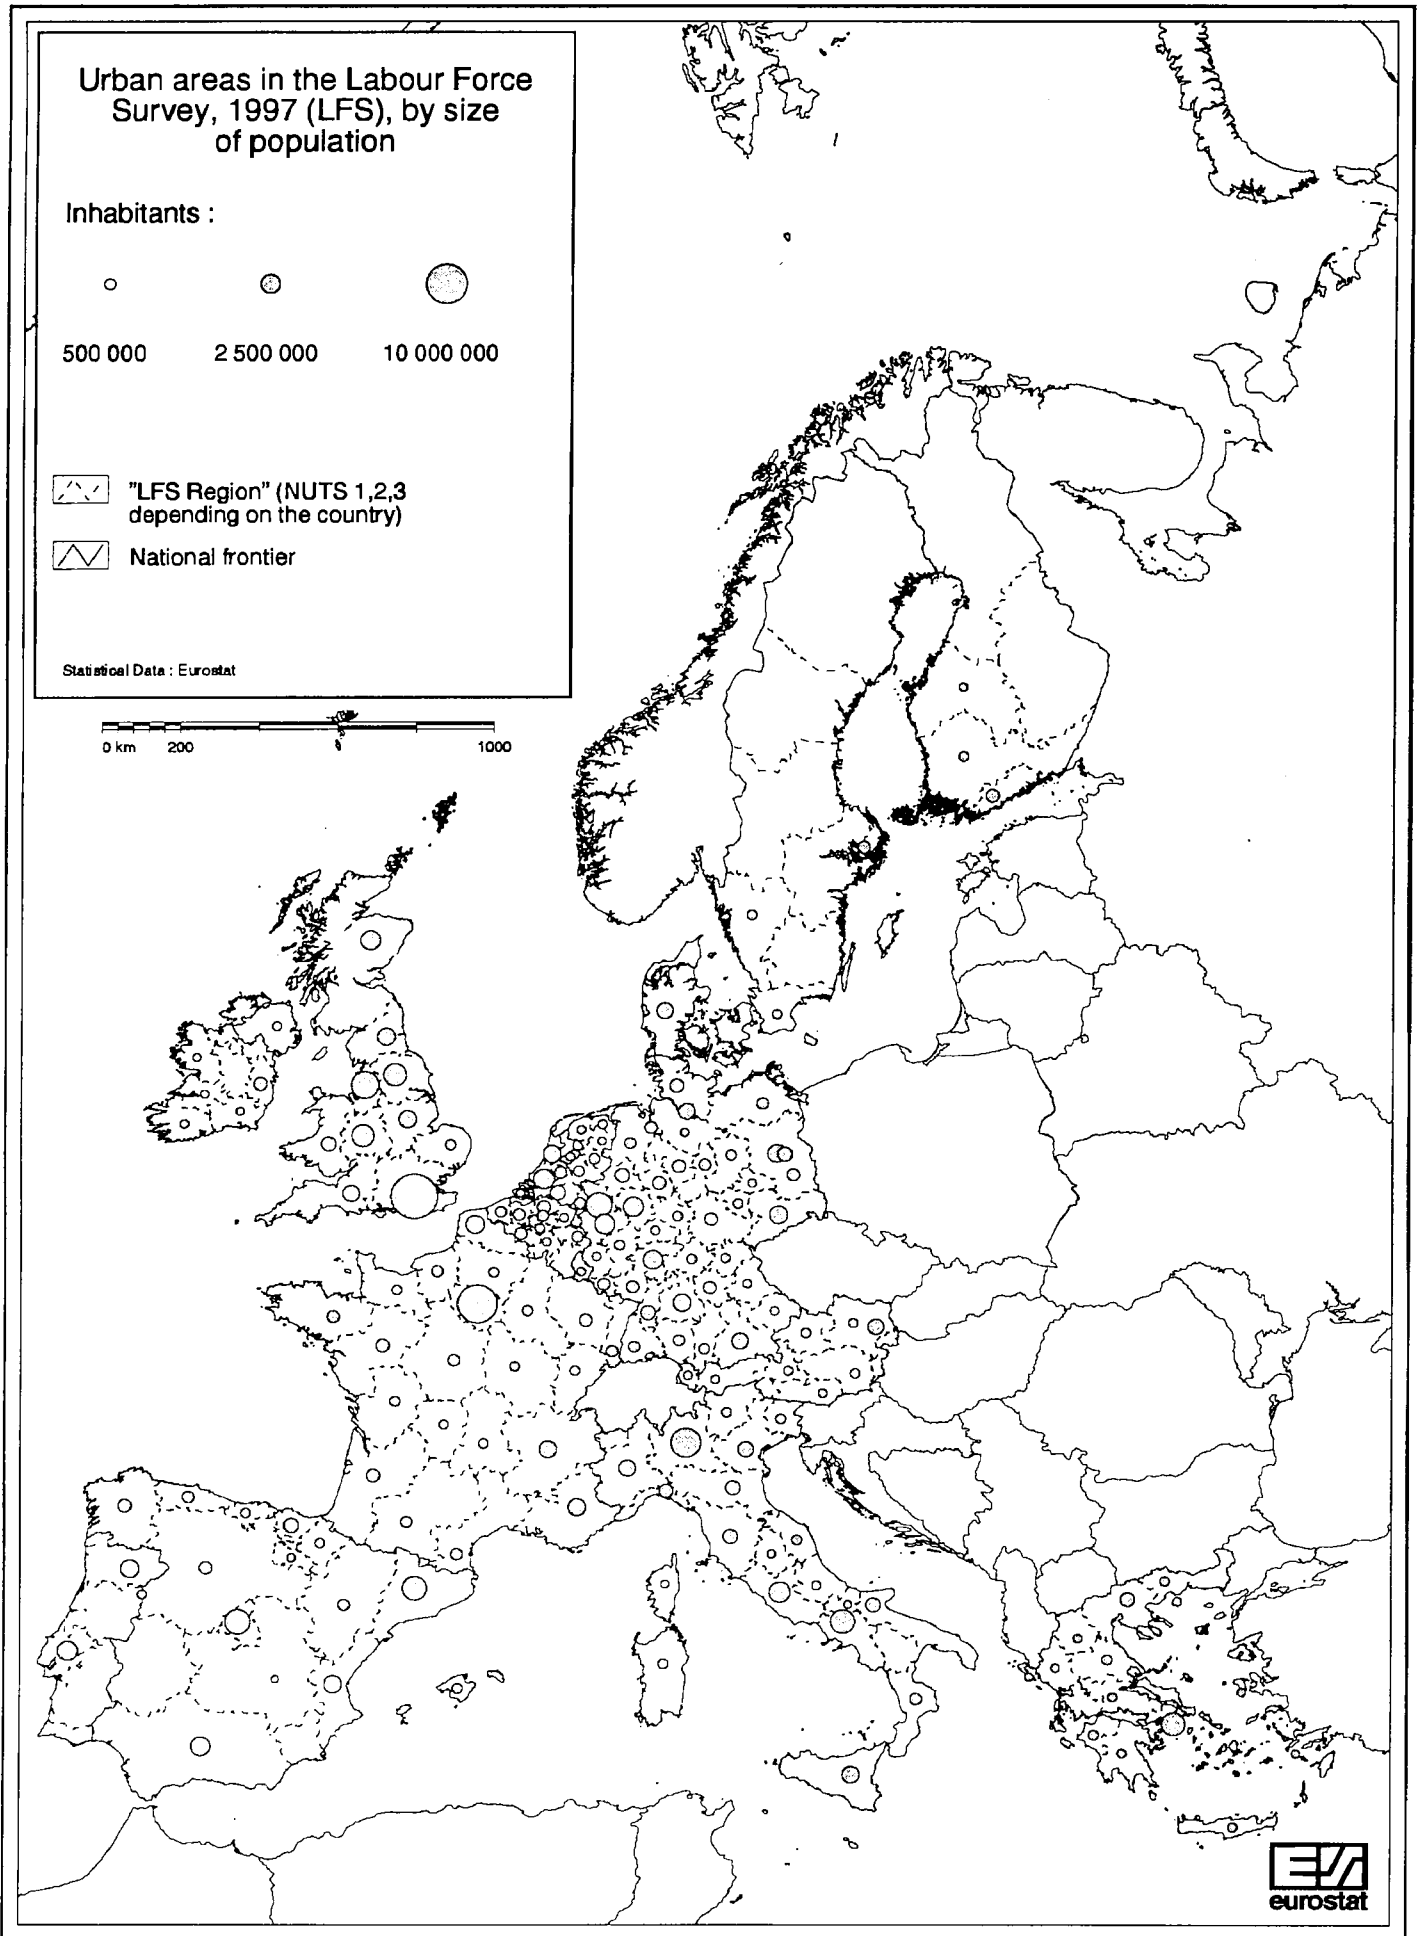 Urban areas in the Labour Force
Survey, 1997 (LFS), by size
of population
Inhabitants :
500 000 2 500 000 10 000 000
"LFS Region" (NUTS 1,2,3
depending on the country)
National frontier
Statistical Data : Eurostat
0 km 200 1000
eurostat